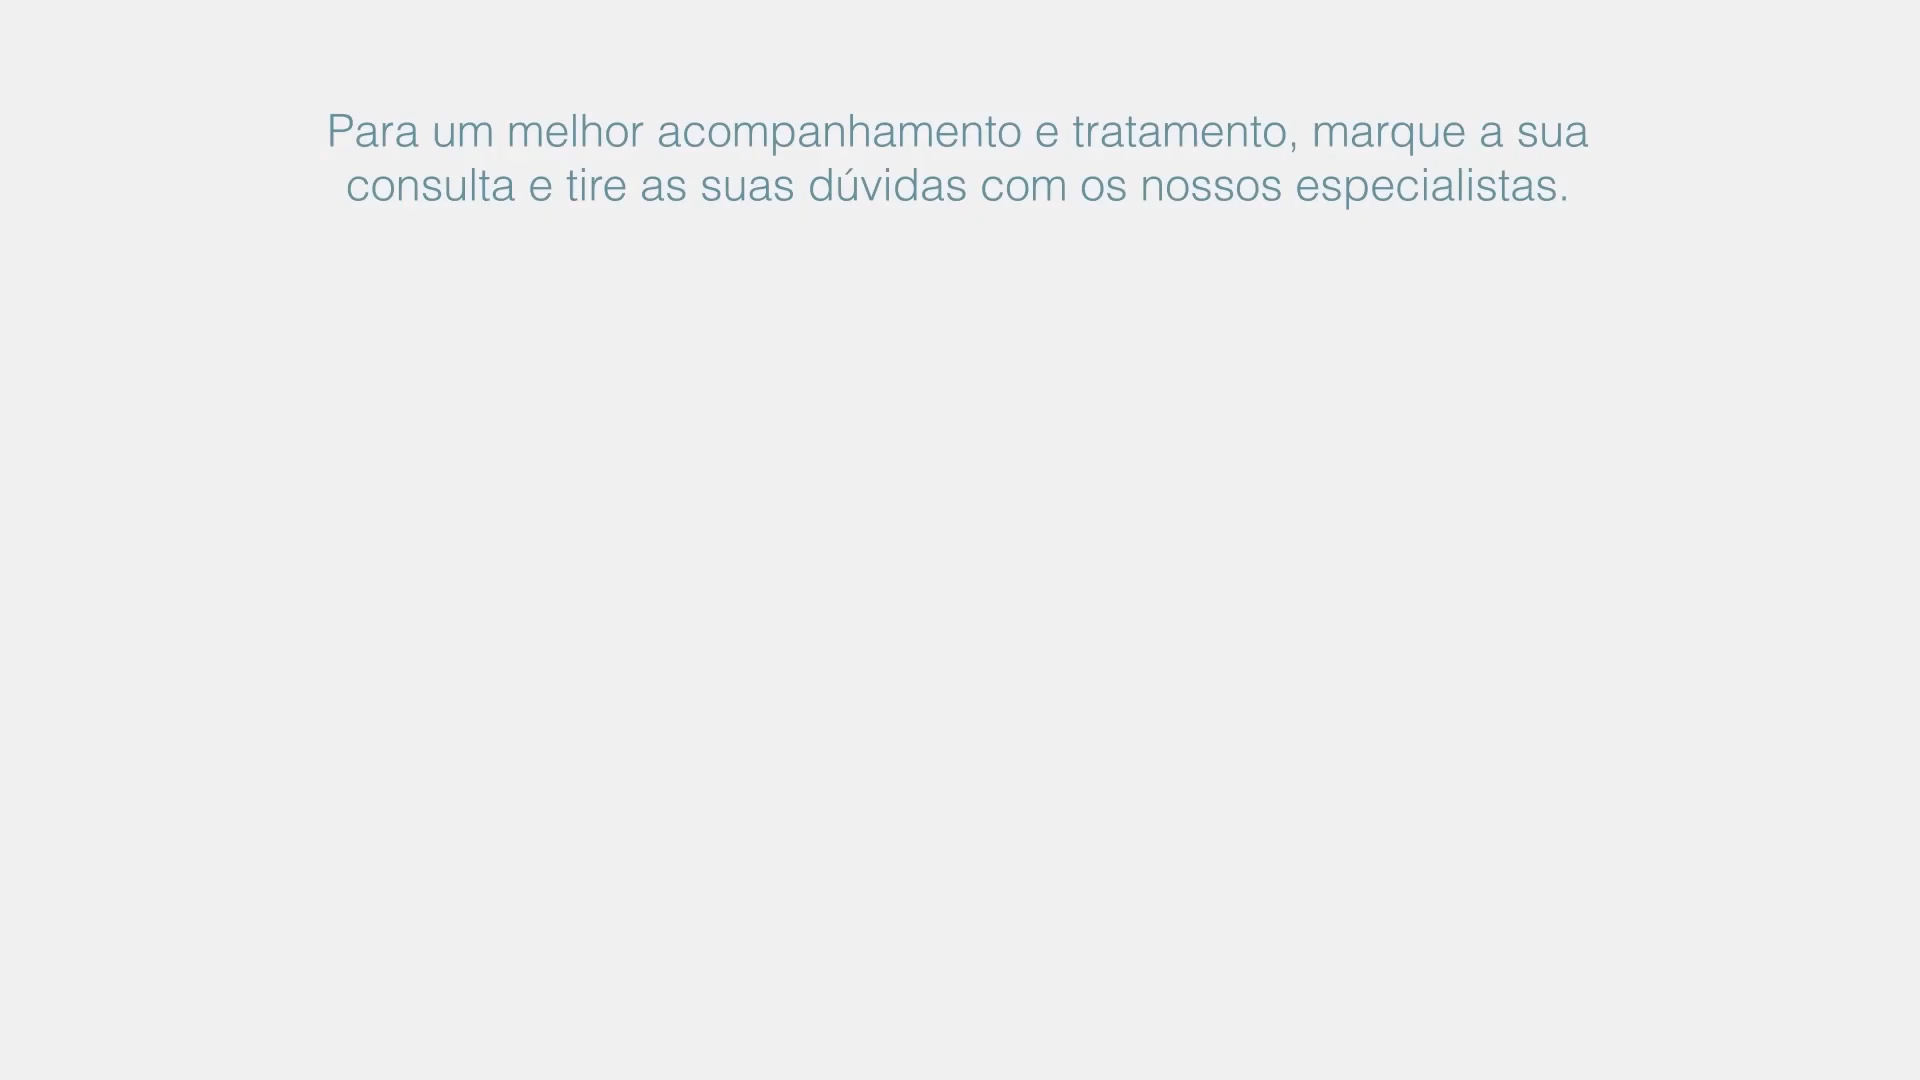 Para um melhor acompanhamento e tratamento, marque a sua
consulta e tire as suas dúvidas com os nossos especialistas.